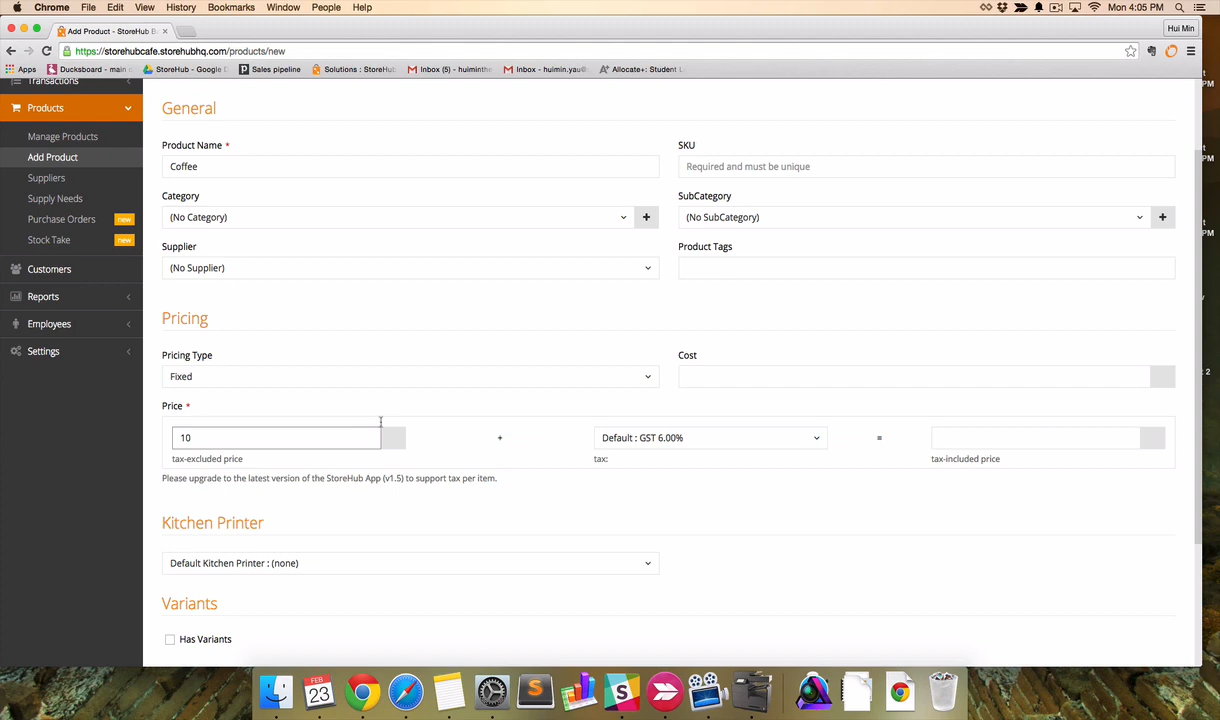 Chrome File Edit View History Bookmarks Window People Help Mon 4:05 PM
Add Product - StoreHub B
Hui Min
https://storehubcafe.storehubhq.com/products/new
Apps Ducksboard - main Sales pipeline StoreHub - Google D Solutions : StoreHub Inbox (5) - huiminthe Inbox - huimin.yau@ Allocate+: Student L
Transactions
Products
Manage Products
Add Product
Suppliers
Supply Needs
Purchase Orders new
Stock Take new
Customers
Reports
Employees
Settings
General
Product Name * SKU
Coffee Required and must be unique
Category SubCategory
(No Category) + (No SubCategory) +
Supplier Product Tags
(No Supplier)
Pricing
Pricing Type Cost
Fixed
Price *
10 + Default : GST 6.00% =
tax-excluded price tax: tax-included price
Please upgrade to the latest version of the StoreHub App (v1.5) to support tax per item.
Kitchen Printer
Default Kitchen Printer : (none)
Variants
Has Variants
FEB
23